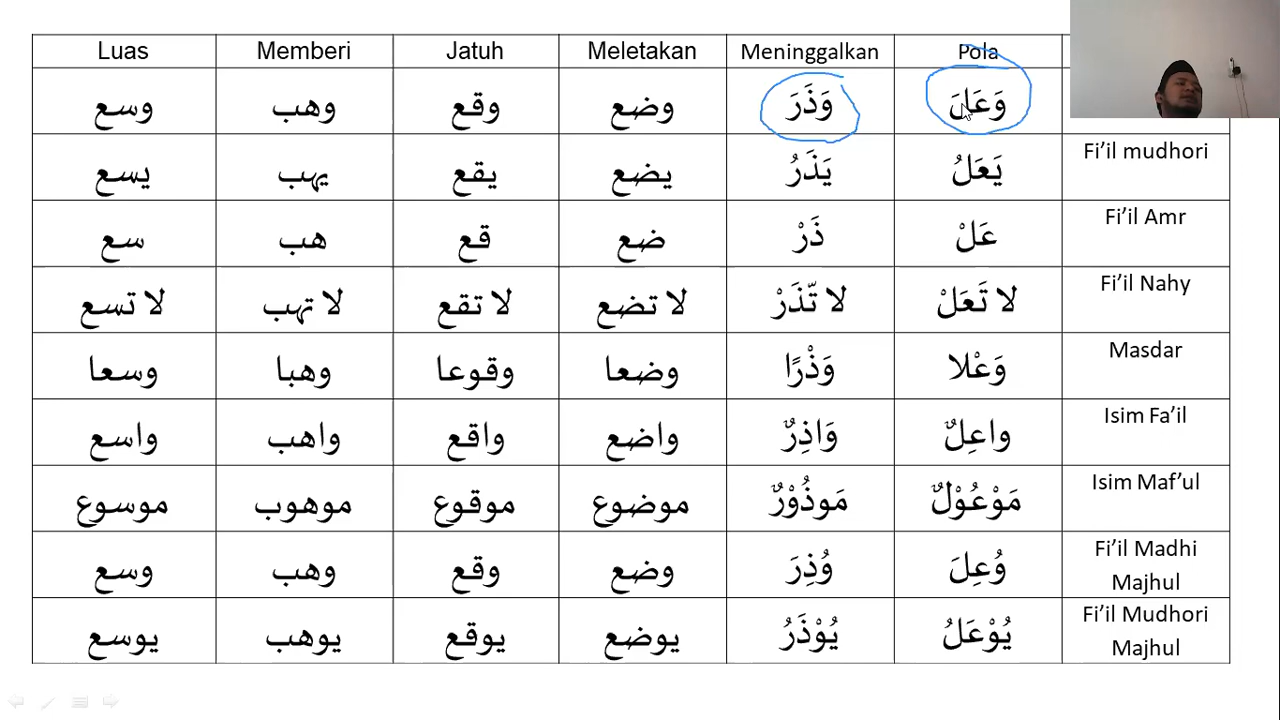 Luas Memberi Jatuh Meletakan Meninggalkan Pola
وسع وهب وقع وضع وَذَرَ وَعَلَ
يسع يهب يقع يضع يَذَرُ يَعَلُ Fi’il mudhori
سع هب قع ضع ذَرْ عَلْ Fi’il Amr
لا تسع لا تهب لا تقع لا تضع لا تّذَرْ لا تَعَلْ Fi’il Nahy
وسعا وهبا وقوعا وضعا وَذْرًا وَعْلا Masdar
واسع واهب واقع واضع وَاذِرٌ واعِلٌ Isim Fa’il
موسوع موهوب موقوع موضوع مَوذُوْرٌ مَوْعُوْلٌ Isim Maf’ul
وسع وهب وقع وضع وُذِرَ وُعِلَ Fi’il Madhi Majhul
يوسع يوهب يوقع يوضع يُوْذَرُ يُوْعَلُ Fi’il Mudhori Majhul